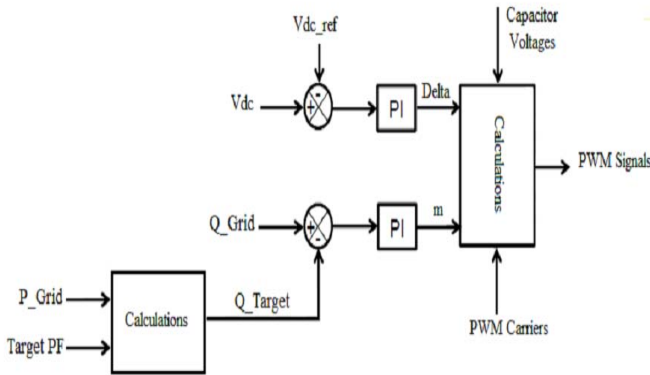 Vdc_ref
Capacitor
Voltages
Vdc
-
+
PI
Delta
Calculations
PWM Signals
Q_Grid
+
-
PI
m
P_Grid
Target PF
Calculations
Q_Target
PWM Carriers